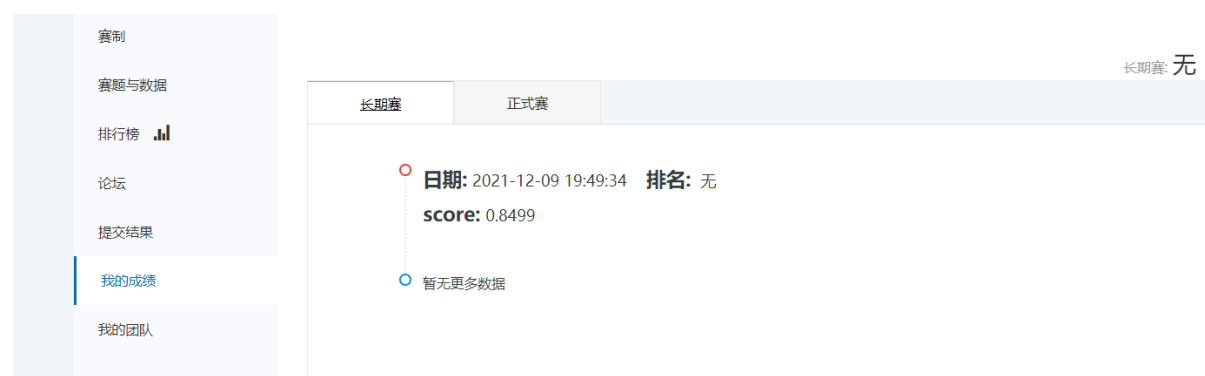 赛制
赛题与数据
排行榜
论坛
提交结果
我的成绩
我的团队
长期赛: 无
长期赛 正式赛
日期: 2021-12-09 19:49:34 排名: 无
score: 0.8499
暂无更多数据